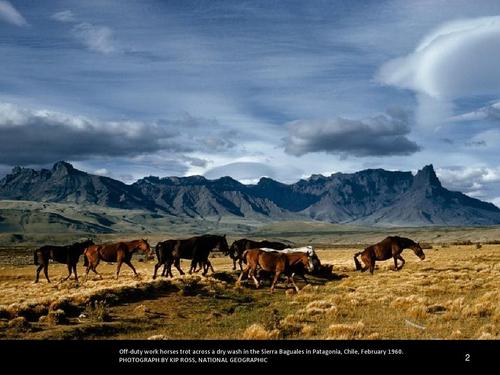 Off-duty work horses trot across a dry wash in the Sierra Baguales in Patagonia, Chile, February 1960.
PHOTOGRAPH BY KIP ROSS, NATIONAL GEOGRAPHIC
2